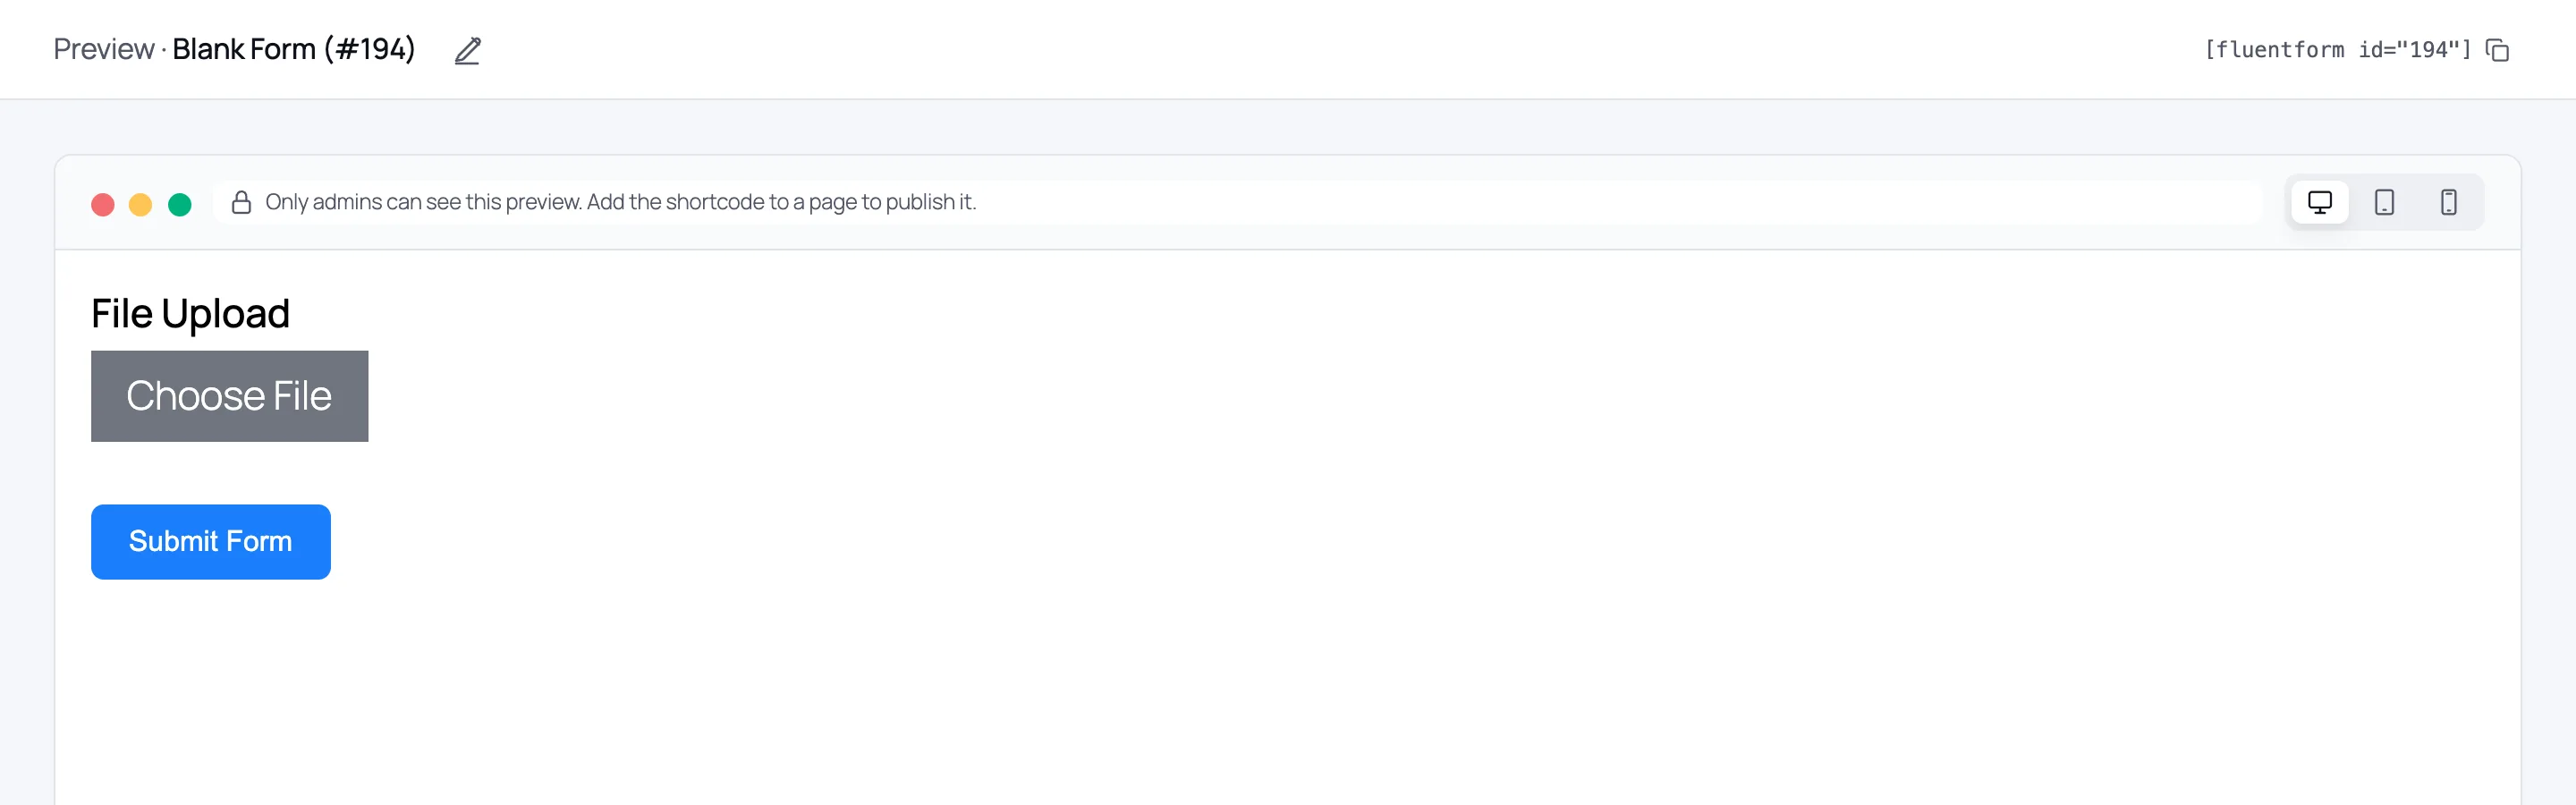 Preview · Blank Form (#194)
[fluentform id="194"]
Only admins can see this preview. Add the shortcode to a page to publish it.
File Upload
Choose File
Submit Form